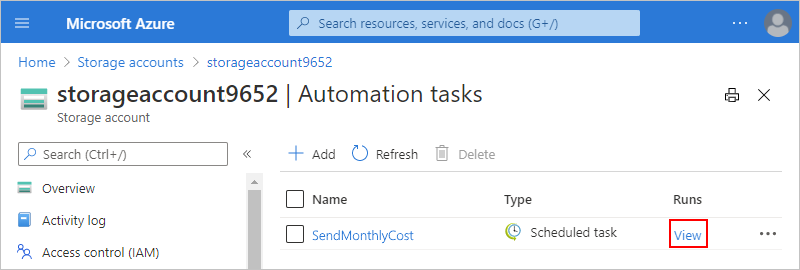 Microsoft Azure
Search resources, services, and docs (G+/)
Home > Storage accounts > storageaccount9652
storageaccount9652 | Automation tasks
Storage account
Search (Ctrl+/)
Add Refresh Delete
Overview
Activity log
Access control (IAM)
Name Type Runs
SendMonthlyCost Scheduled task View